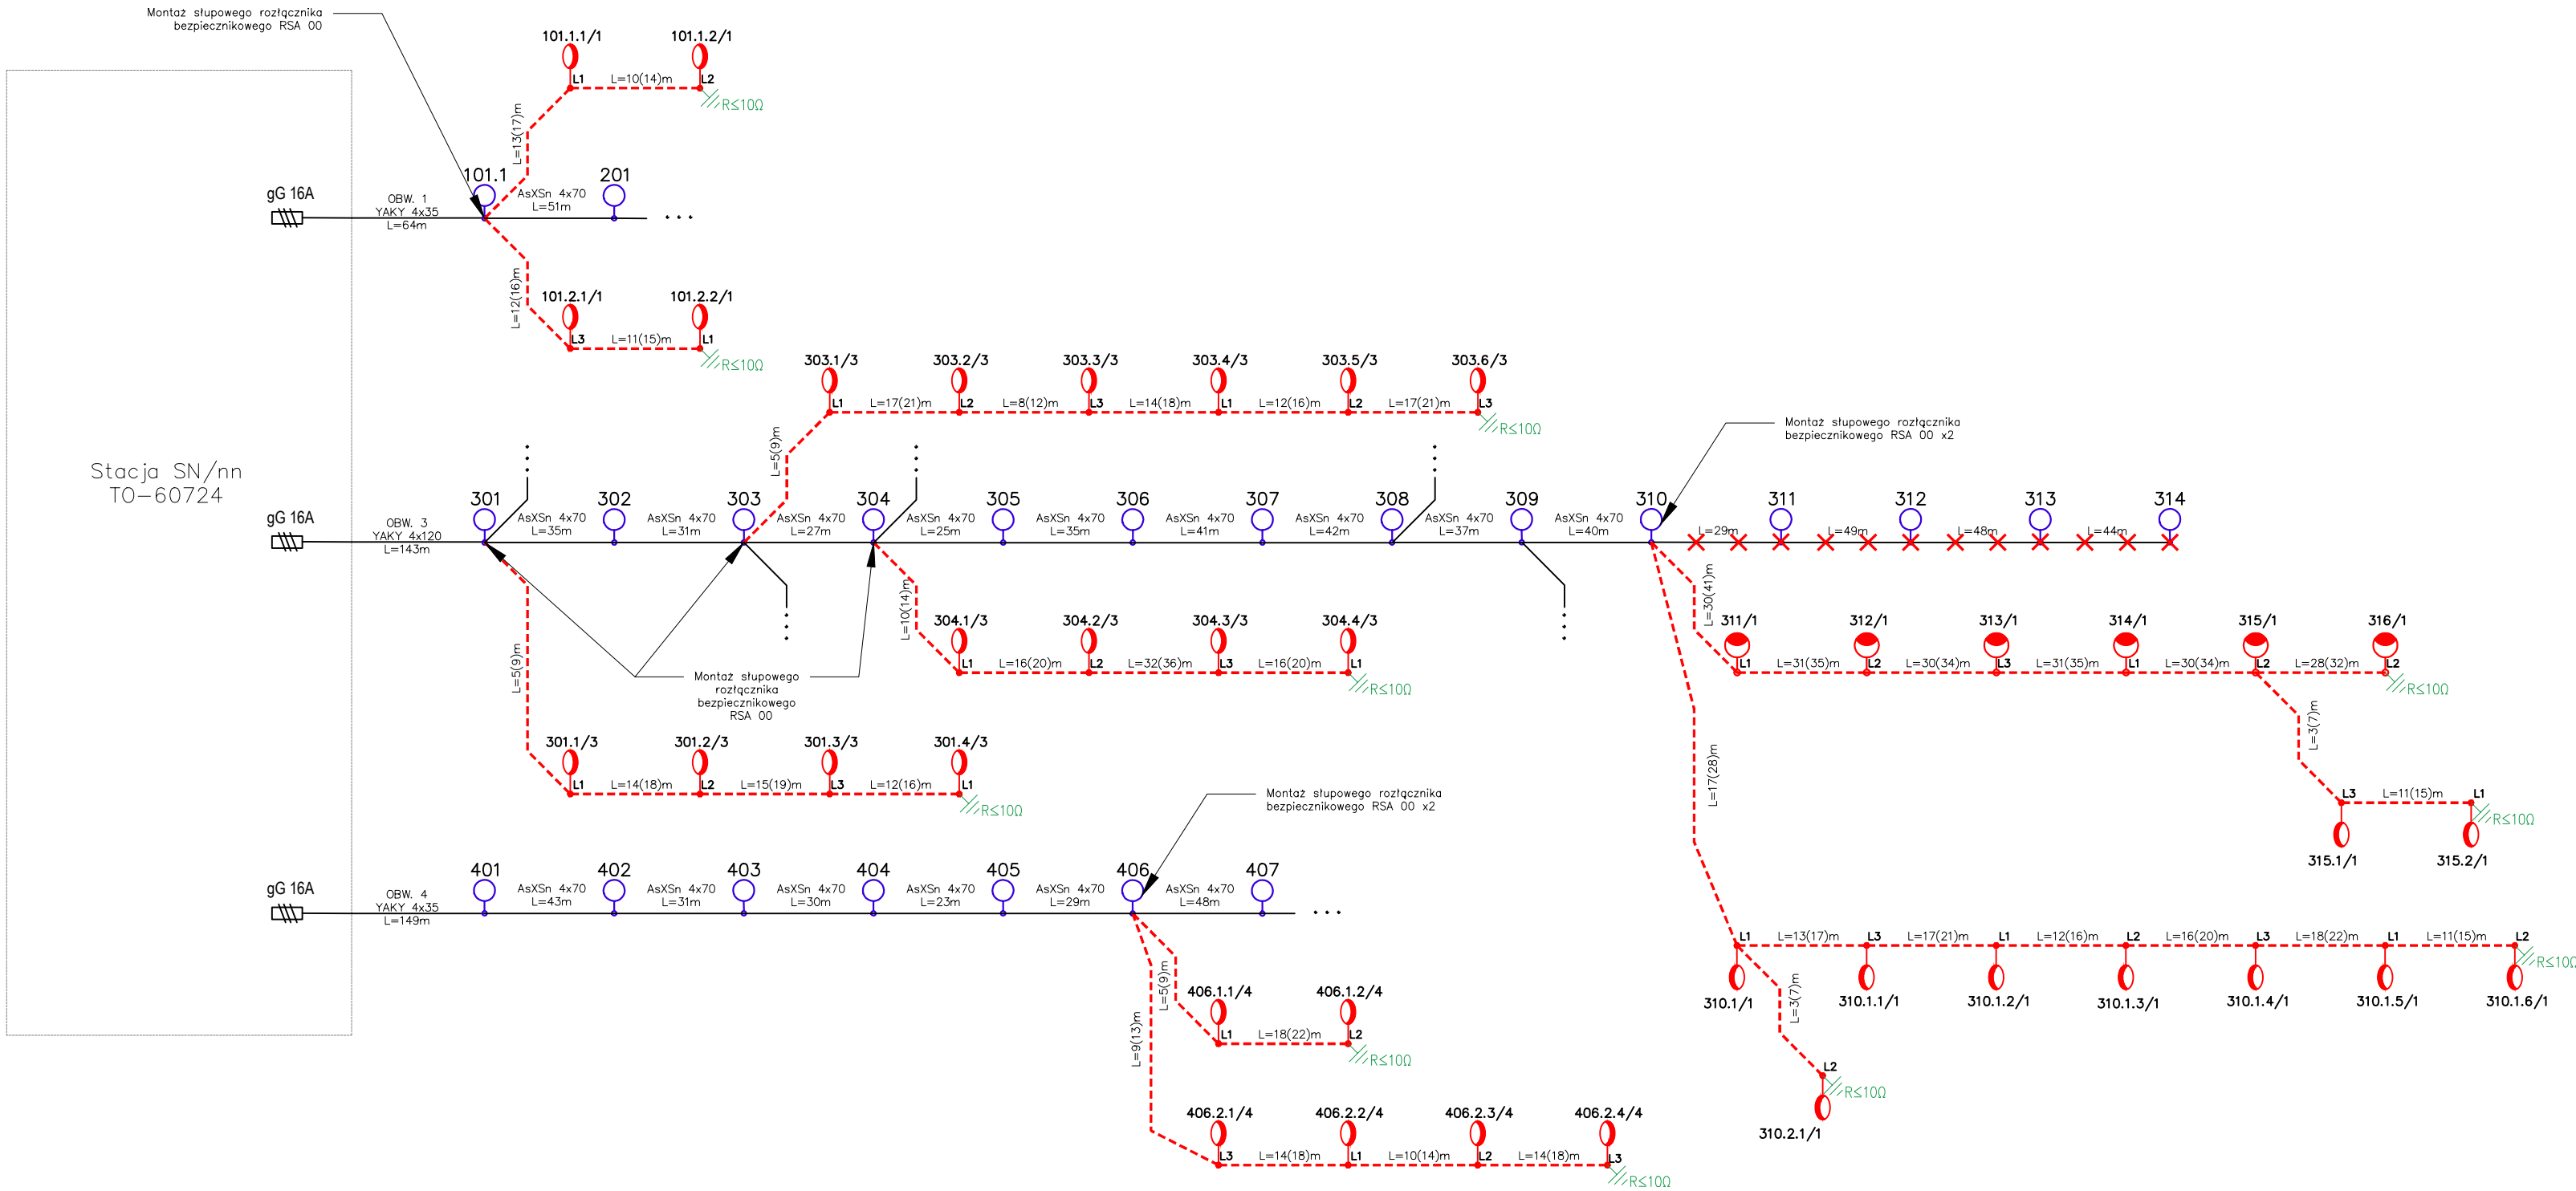 Montaż słupowego rozłącznika
bezpiecznikowego RSA 00
101.1.1/1
101.1.2/1
L1
L=10(14)m
L2
R≤10Ω
L=13(17)m
101.1
201
gG 16A
OBW. 1
YAKY 4x35
L=64m
AsXSn 4x70
L=51m
L=12(16)m
101.2.1/1
101.2.2/1
L3
L=11(15)m
L1
R≤10Ω
303.1/3
303.2/3
303.3/3
303.4/3
303.5/3
303.6/3
L1
L=17(21)m
L2
L=8(12)m
L3
L=14(18)m
L1
L=12(16)m
L2
L=17(21)m
L3
R≤10Ω
L=5(9)m
Montaż słupowego rozłącznika
bezpiecznikowego RSA 00 x2
Stacja SN/nn
TO-60724
301
302
303
304
305
306
307
308
309
310
311
312
313
314
gG 16A
OBW. 3
YAKY 4x120
L=143m
AsXSn 4x70
L=35m
AsXSn 4x70
L=31m
AsXSn 4x70
L=27m
AsXSn 4x70
L=25m
AsXSn 4x70
L=35m
AsXSn 4x70
L=41m
AsXSn 4x70
L=42m
AsXSn 4x70
L=37m
AsXSn 4x70
L=40m
L=29m
L=49m
L=48m
L=44m
L=10(14)m
L=30(41)m
304.1/3
304.2/3
304.3/3
304.4/3
L1
L=16(20)m
L2
L=32(36)m
L3
L=16(20)m
L1
R≤10Ω
311/1
312/1
313/1
314/1
315/1
316/1
L1
L=31(35)m
L2
L=30(34)m
L3
L=31(35)m
L1
L=30(34)m
L2
L=28(32)m
L2
R≤10Ω
L=5(9)m
Montaż słupowego
rozłącznika
bezpiecznikowego
RSA 00
L=3(7)m
L=17(28)m
301.1/3
301.2/3
301.3/3
301.4/3
L1
L=14(18)m
L2
L=15(19)m
L3
L=12(16)m
L1
R≤10Ω
Montaż słupowego rozłącznika
bezpiecznikowego RSA 00 x2
L3
L=11(15)m
L1
R≤10Ω
315.1/1
315.2/1
401
402
403
404
405
406
407
gG 16A
OBW. 4
YAKY 4x35
L=149m
AsXSn 4x70
L=43m
AsXSn 4x70
L=31m
AsXSn 4x70
L=30m
AsXSn 4x70
L=23m
AsXSn 4x70
L=29m
AsXSn 4x70
L=48m
L1
L=13(17)m
L3
L=17(21)m
L1
L=12(16)m
L2
L=16(20)m
L3
L=18(22)m
L1
L=11(15)m
L2
R≤10Ω
310.1/1
310.1.1/1
310.1.2/1
310.1.3/1
310.1.4/1
310.1.5/1
310.1.6/1
L=5(9)m
L=9(13)m
406.1.1/4
406.1.2/4
L1
L=18(22)m
L2
R≤10Ω
L=3(7)m
L2
R≤10Ω
310.2.1/1
406.2.1/4
406.2.2/4
406.2.3/4
406.2.4/4
L3
L=14(18)m
L1
L=10(14)m
L2
L=14(18)m
L3
R≤10Ω